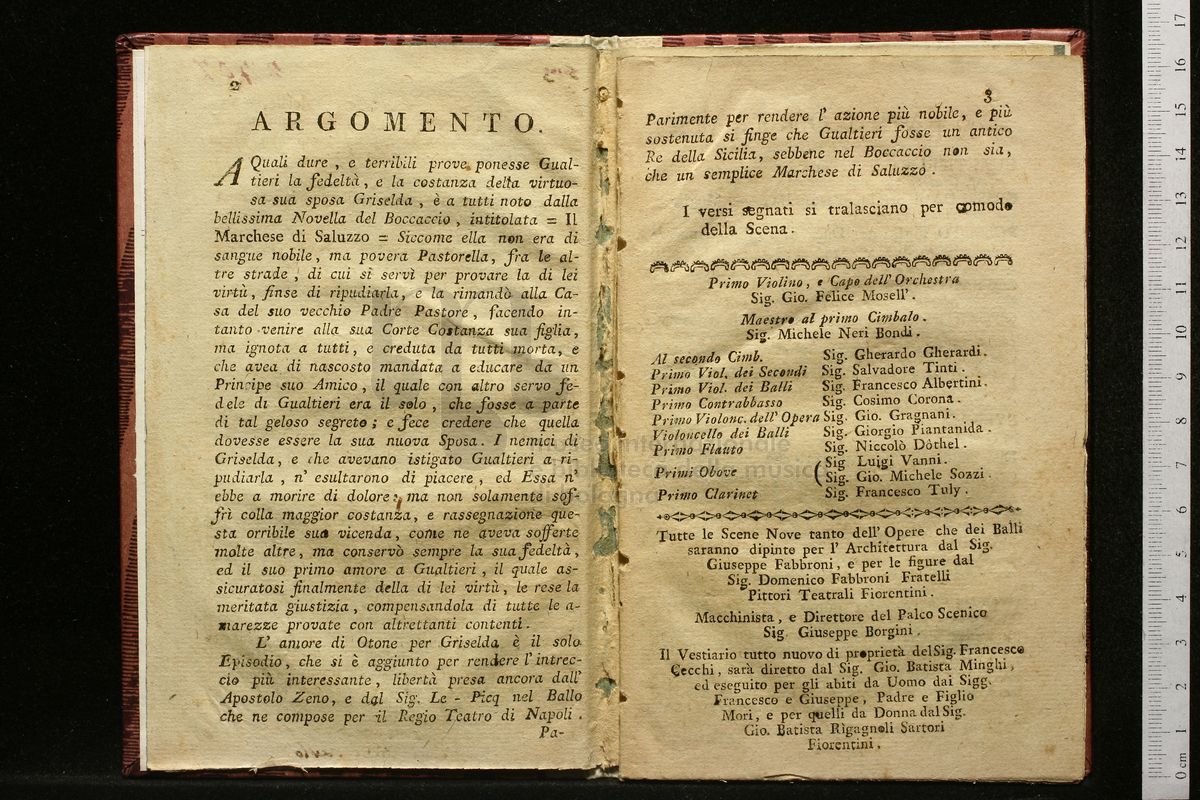 2
ARGOMENTO.
A Quali dure, e terribili prove ponesse Gual-
tieri la fedeltà, e la costanza della virtuo-
sa sua sposa Griselda, è a tutti noto dalla
bellissima Novella del Boccaccio, intitolata = Il
Marchese di Saluzzo = Siccome ella non era di
sangue nobile, ma povera Pastorella, fra le al-
tre strade, di cui si servì per provare la di lei
virtù, finse di ripudiarla, e la rimandò alla Ca-
sa del suo vecchio Padre Pastore, facendo in-
tanto venire alla sua Corte Costanza sua figlia,
ma ignota a tutti, e creduta da tutti morta, e
che avea di nascosto mandata a educare da un
Principe suo Amico, il quale con altro servo fe-
dele di Gualtieri era il solo, che fosse a parte
di tal geloso segreto; e fece credere che quella
dovesse essere la sua nuova Sposa. I nemici di
Griselda, e che avevano istigato Gualtieri a ri-
pudiarla, n' esultarono di piacere, ed Essa n'
ebbe a morire di dolore: ma non solamente sof-
frì colla maggior costanza, e rassegnazione que-
sta orribile sua vicenda, come ne aveva sofferte
molte altre, ma conservò sempre la sua fedeltà,
ed il suo primo amore a Gualtieri, il quale as-
sicuratosi finalmente della di lei virtù, le rese la
meritata giustizia, compensandola di tutte le a-
marezze provate con altrettanti contenti.
L' amore di Otone per Griselda è il solo
Episodio, che si è aggiunto per rendere l' intrec-
cio più interessante, libertà presa ancora dall'
Apostolo Zeno, e dal Sig. Le - Picq nel Ballo
che ne compose per il Regio Teatro di Napoli.
Pa-
3
Parimente per rendere l' azione più nobile, e più
sostenuta si finge che Gualtieri fosse un antico
Re della Sicilia, sebbene nel Boccaccio non sia,
che un semplice Marchese di Saluzzo.
I versi segnati si tralasciano per comodo
della Scena.
Primo Violino, e Capo dell' Orchestra
Sig. Gio. Felice Mosell'.
Maestro al primo Cimbalo.
Sig. Michele Neri Bondi.
Al secondo Cimb. Sig. Gherardo Gherardi.
Primo Viol. dei Secondi Sig. Salvadore Tinti.
Primo Viol. dei Balli Sig. Francesco Albertini.
Primo Contrabbasso Sig. Cosimo Corona.
Primo Violonc. dell' Opera Sig. Gio. Gragnani.
Violoncello dei Balli Sig. Giorgio Piantanida.
Primo Flauto Sig. Niccolò Dôthel.
Primi Obove (Sig Luigi Vanni.
Sig. Gio. Michele Sozzi.
Primo Clarinet Sig. Francesco Tuly.
Tutte le Scene Nove tanto dell' Opere che dei Balli
saranno dipinte per l' Architettura dal Sig.
Giuseppe Fabbroni, e per le figure dal
Sig. Domenico Fabbroni Fratelli
Pittori Teatrali Fiorentini.
Macchinista, e Direttore del Palco Scenico
Sig. Giuseppe Borgini.
Il Vestiario tutto nuovo di proprietà del Sig. Francesco
Cecchi, sarà diretto dal Sig. Gio. Batista Minghi,
ed eseguito per gli abiti da Uomo dai Sigg.
Francesco e Giuseppe, Padre e Figlio
Mori, e per quelli da Donna dal Sig.
Gio. Batista Rigagnoli Sartori
Fiorentini.
0 cm 1 2 3 4 5 6 7 8 9 10 11 12 13 14 15 16 17